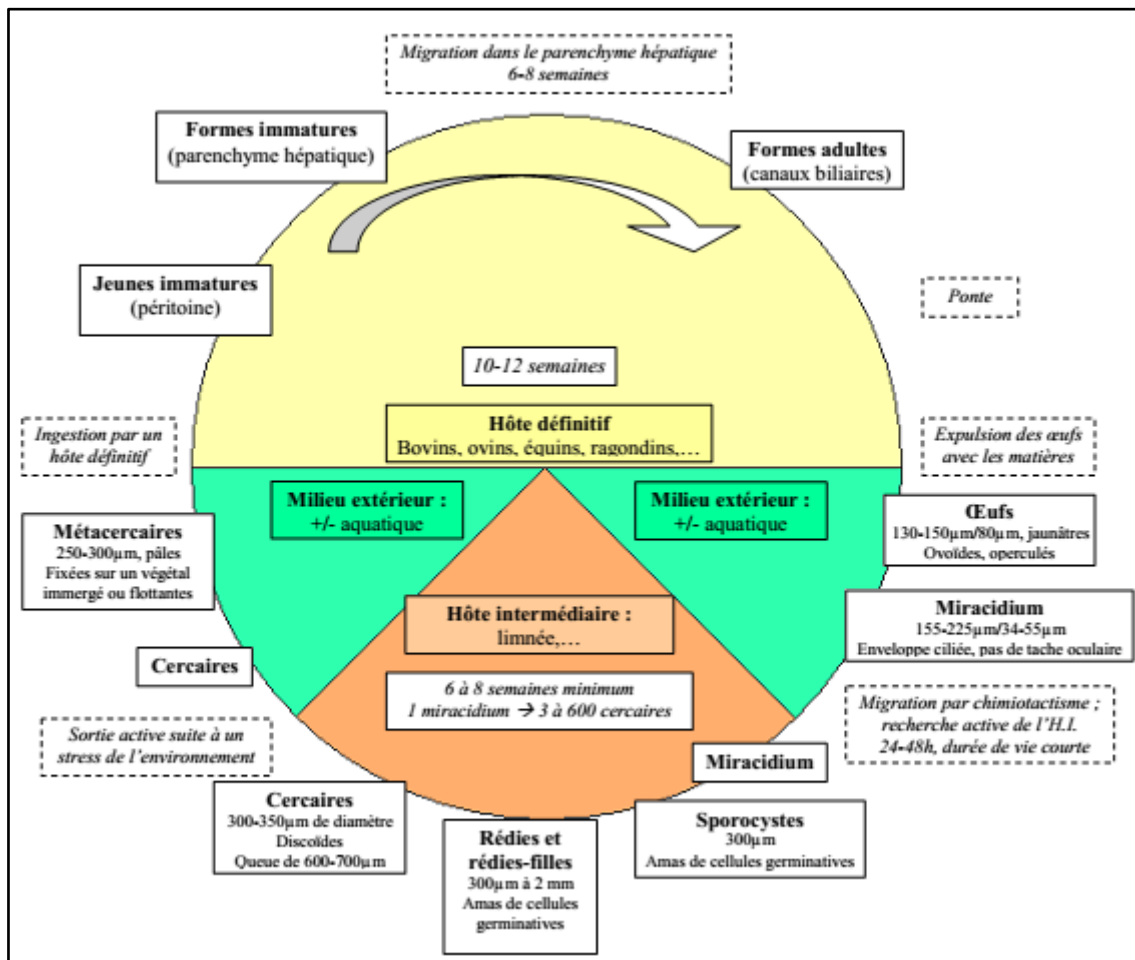 Migration dans le parenchyme hépatique
6-8 semaines
Formes immatures
(parenchyme hépatique)
Formes adultes
(canaux biliaires)
Jeunes immatures
(péritoine)
Ponte
10-12 semaines
Hôte définitif
Bovins, ovins, équins, ragondins,…
Ingestion par un
hôte définitif
Expulsion des œufs
avec les matières
Milieu extérieur :
+/- aquatique
Milieu extérieur :
+/- aquatique
Métacercaires
250-300µm, pâles
Fixées sur un végétal
immergé ou flottantes
Œufs
130-150µm/80µm, jaunâtres
Ovoïdes, operculés
Hôte intermédiaire :
limnée,…
Miracidium
155-225µm/34-55µm
Enveloppe ciliée, pas de tache oculaire
Cercaires
6 à 8 semaines minimum
1 miracidium → 3 à 600 cercaires
Sortie active suite à un
stress de l'environnement
Migration par chimiotactisme ;
recherche active de l'H.I.
24-48h, durée de vie courte
Miracidium
Cercaires
300-350µm de diamètre
Discoïdes
Queue de 600-700µm
Rédies et
rédies-filles
300µm à 2 mm
Amas de cellules
germinatives
Sporocystes
300µm
Amas de cellules germinatives